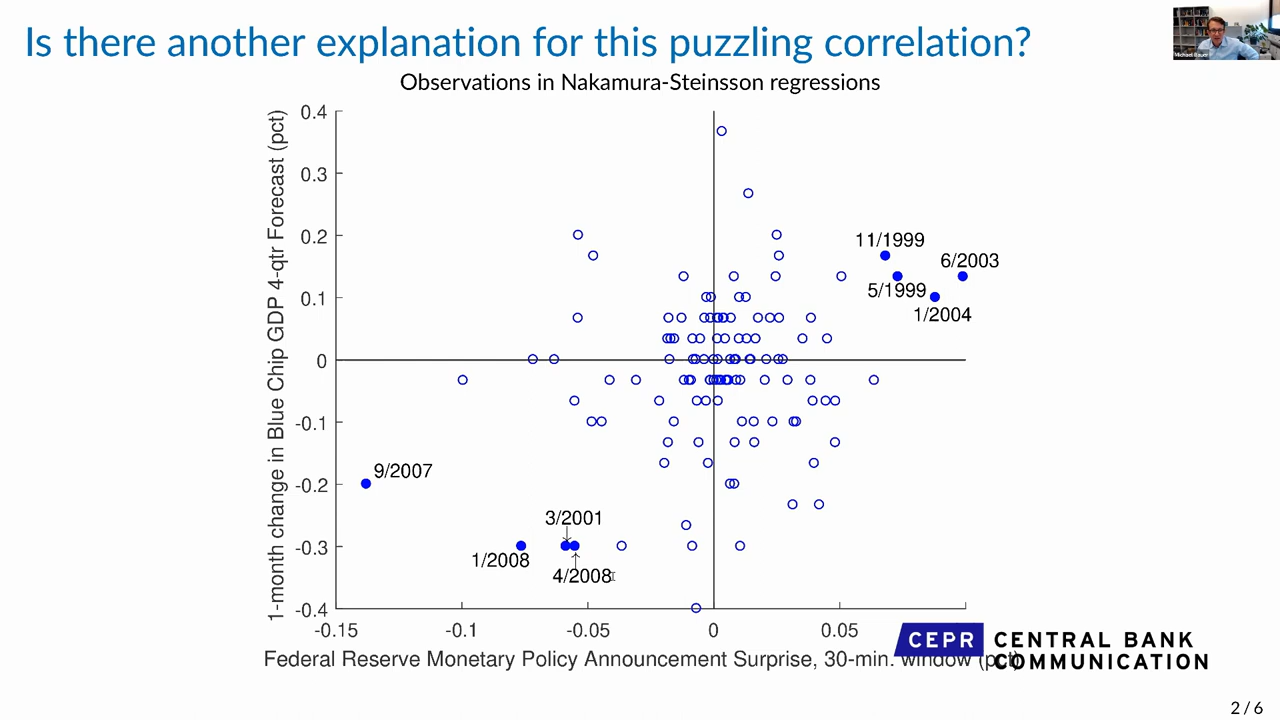 Is there another explanation for this puzzling correlation?
Michael Bauer
Observations in Nakamura-Steinsson regressions
1-month change in Blue Chip GDP 4-qtr Forecast (pct)
0.4
0.3
0.2
0.1
0
-0.1
-0.2
-0.3
-0.4
11/1999
6/2003
5/1999
1/2004
9/2007
3/2001
1/2008
4/2008
-0.15
-0.1
-0.05
0
0.05
Federal Reserve Monetary Policy Announcement Surprise, 30-min. window
CEPR CENTRAL BANK
COMMUNICATION
2 / 6